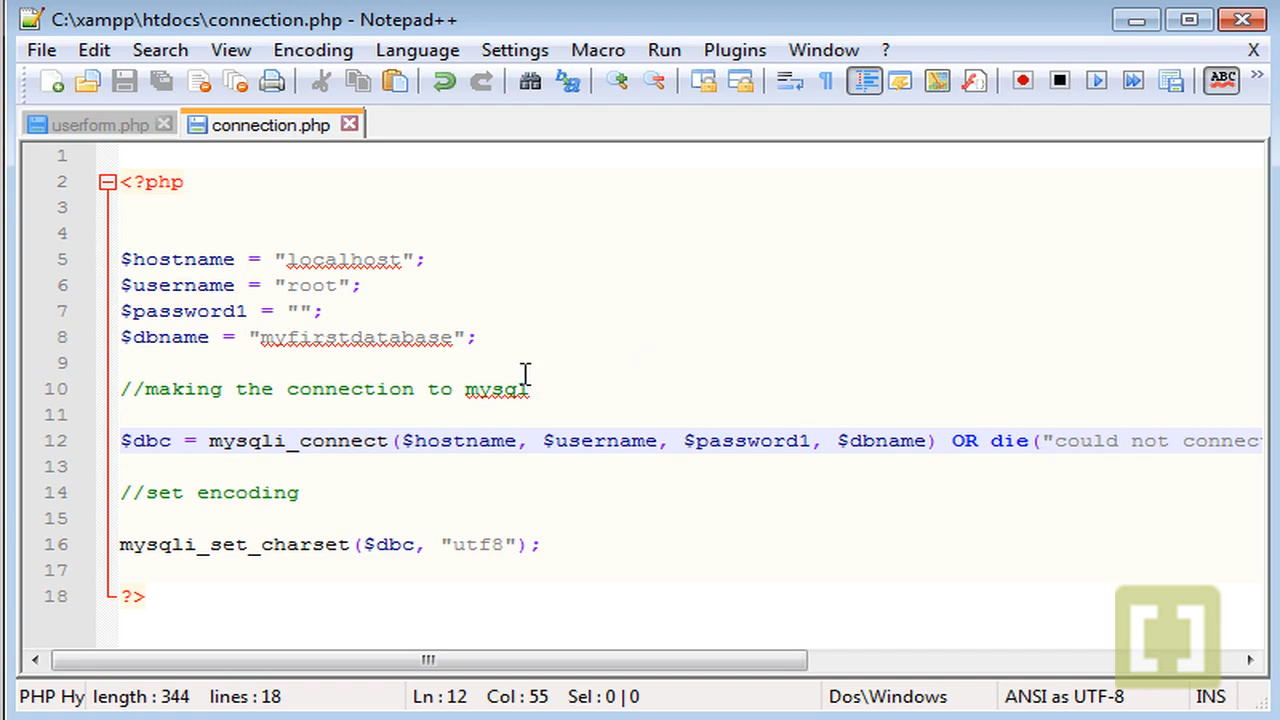 C:\xampp\htdocs\connection.php - Notepad++
File Edit Search View Encoding Language Settings Macro Run Plugins Window ? X
ABC
userform.php connection.php
1
2 <?php
3
4
5 $hostname = "localhost";
6 $username = "root";
7 $password1 = "";
8 $dbname = "myfirstdatabase";
9
10 //making the connection to mysql
11
12 $dbc = mysqli_connect($hostname, $username, $password1, $dbname) OR die("could not connec
13
14 //set encoding
15
16 mysqli_set_charset($dbc, "utf8");
17
18 ?>
PHP Hy length : 344 lines : 18 Ln : 12 Col : 55 Sel : 0 | 0 Dos\Windows ANSI as UTF-8 INS